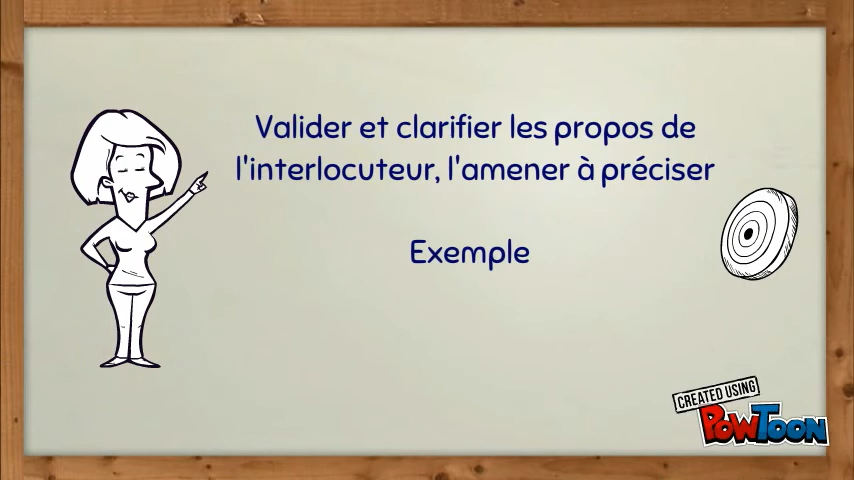 Valider et clarifier les propos de
l'interlocuteur, l'amener à préciser
Exemple
CREATED USING
POWTOON